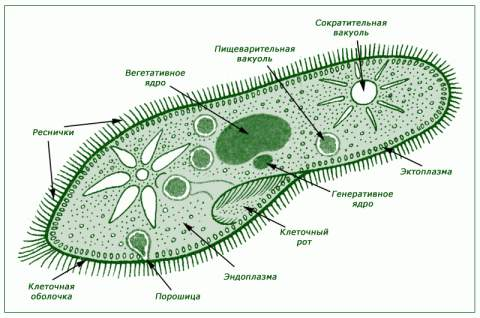 Сократительная
вакуоль
Пищеварительная
вакуоль
Вегетативное
ядро
Реснички
Эктоплазма
Генеративное
ядро
Клеточный
рот
Эндоплазма
Клеточная
оболочка
Порошица